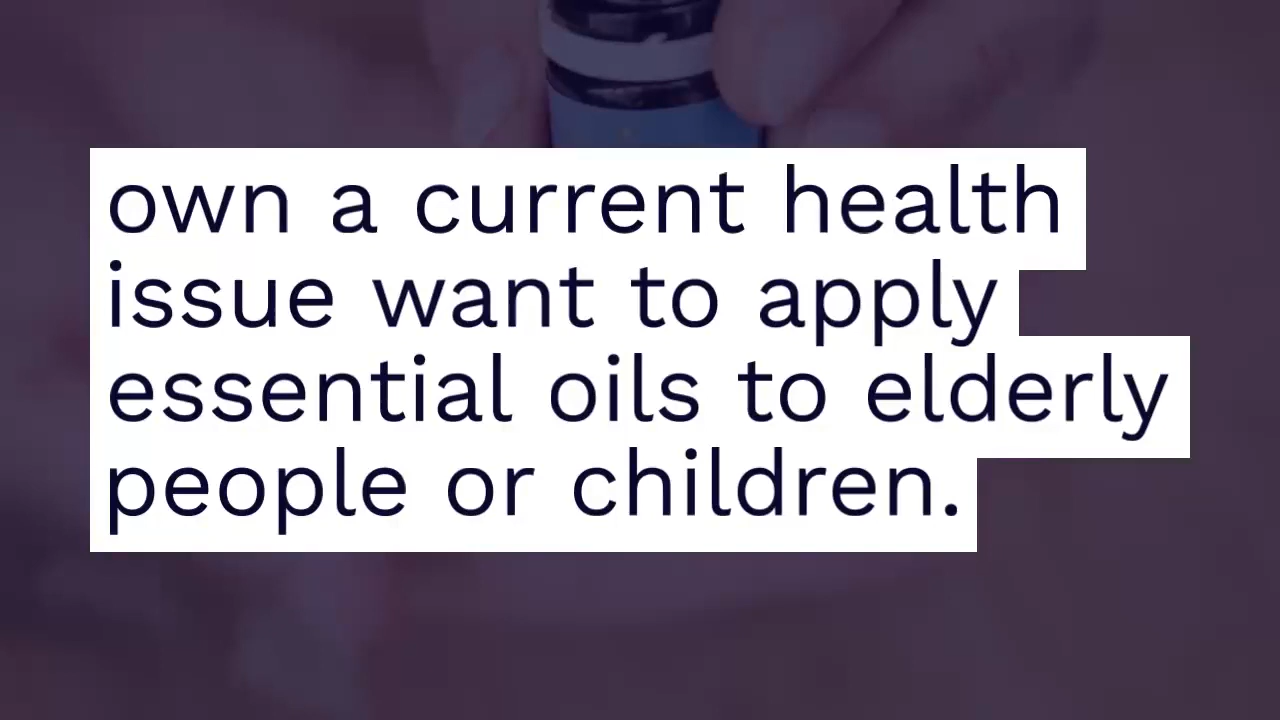 own a current health
issue want to apply
essential oils to elderly
people or children.